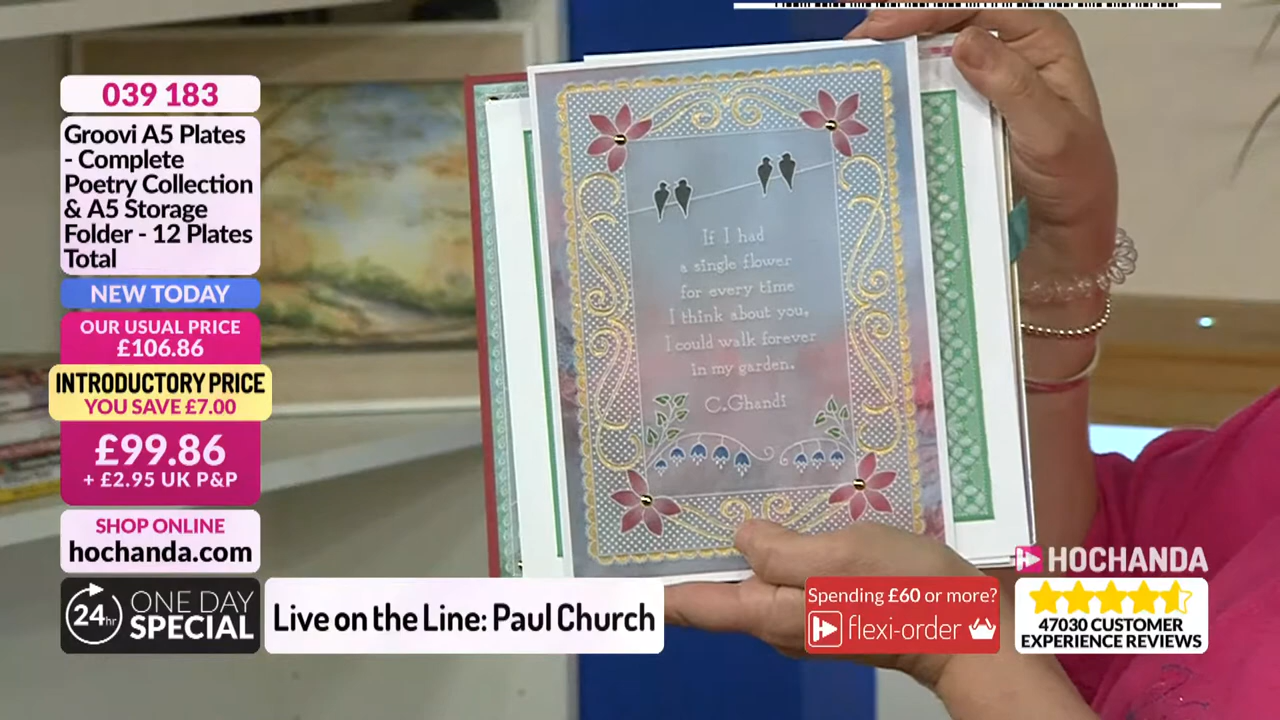 039 183
Groovi A5 Plates
- Complete
Poetry Collection
& A5 Storage
Folder - 12 Plates
Total
NEW TODAY
OUR USUAL PRICE
£106.86
INTRODUCTORY PRICE
YOU SAVE £7.00
£99.86
+ £2.95 UK P&P
SHOP ONLINE
hochanda.com
24hr
ONE DAY
SPECIAL
Live on the Line: Paul Church
If I had
a single flower
for every time
I think about you,
I could walk forever
in my garden.
C.Ghandi
Spending £60 or more?
flexi-order
HOCHANDA
47030 CUSTOMER
EXPERIENCE REVIEWS